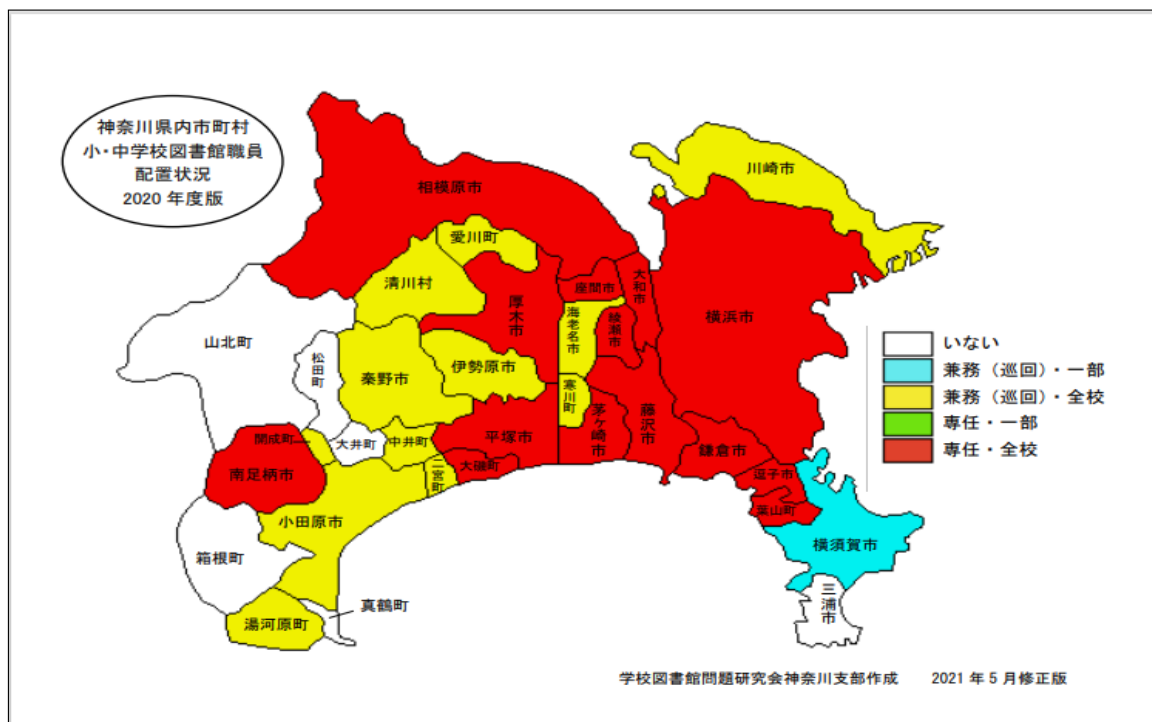 神奈川県内市町村
小・中学校図書館職員
配置状況
2020 年度版
川崎市
相模原市
愛川町
清川村
座間市
大和市
厚木市
海老名市
綾瀬市
横浜市
山北町
松田町
秦野市
伊勢原市
寒川町
茅ヶ崎市
藤沢市
開成町
大井町
中井町
平塚市
鎌倉市
南足柄市
二宮町
大磯町
逗子市
葉山町
小田原市
箱根町
横須賀市
真鶴町
湯河原町
三浦市
いない
兼務（巡回）・一部
兼務（巡回）・全校
専任・一部
専任・全校
学校図書館問題研究会神奈川支部作成　　2021 年 5 月修正版